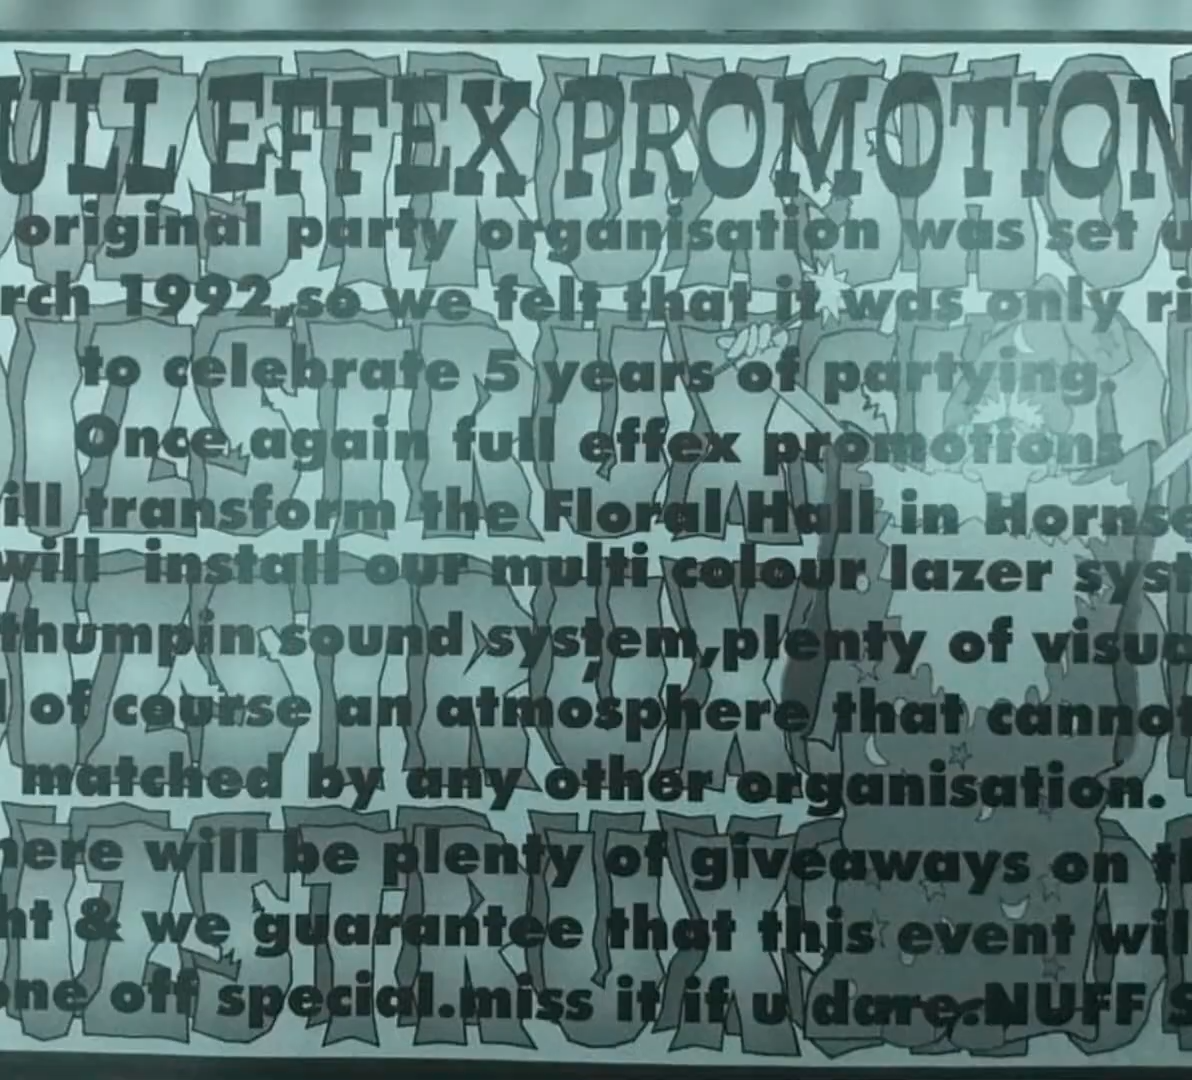 ULL EFFEX PROMOTION
original party organisation was set u
rch 1992,so we felt that it was only ri
to celebrate 5 years of partying.
Once again full effex promotions
ill transform the Floral Hall in Hornse
will install our multi colour lazer syst
thumpin sound system,plenty of visua
of course an atmosphere that cannot
matched by any other organisation.
here will be plenty of giveaways on th
ht & we guarantee that this event wil
one off special.miss it if u dare.NUFF S